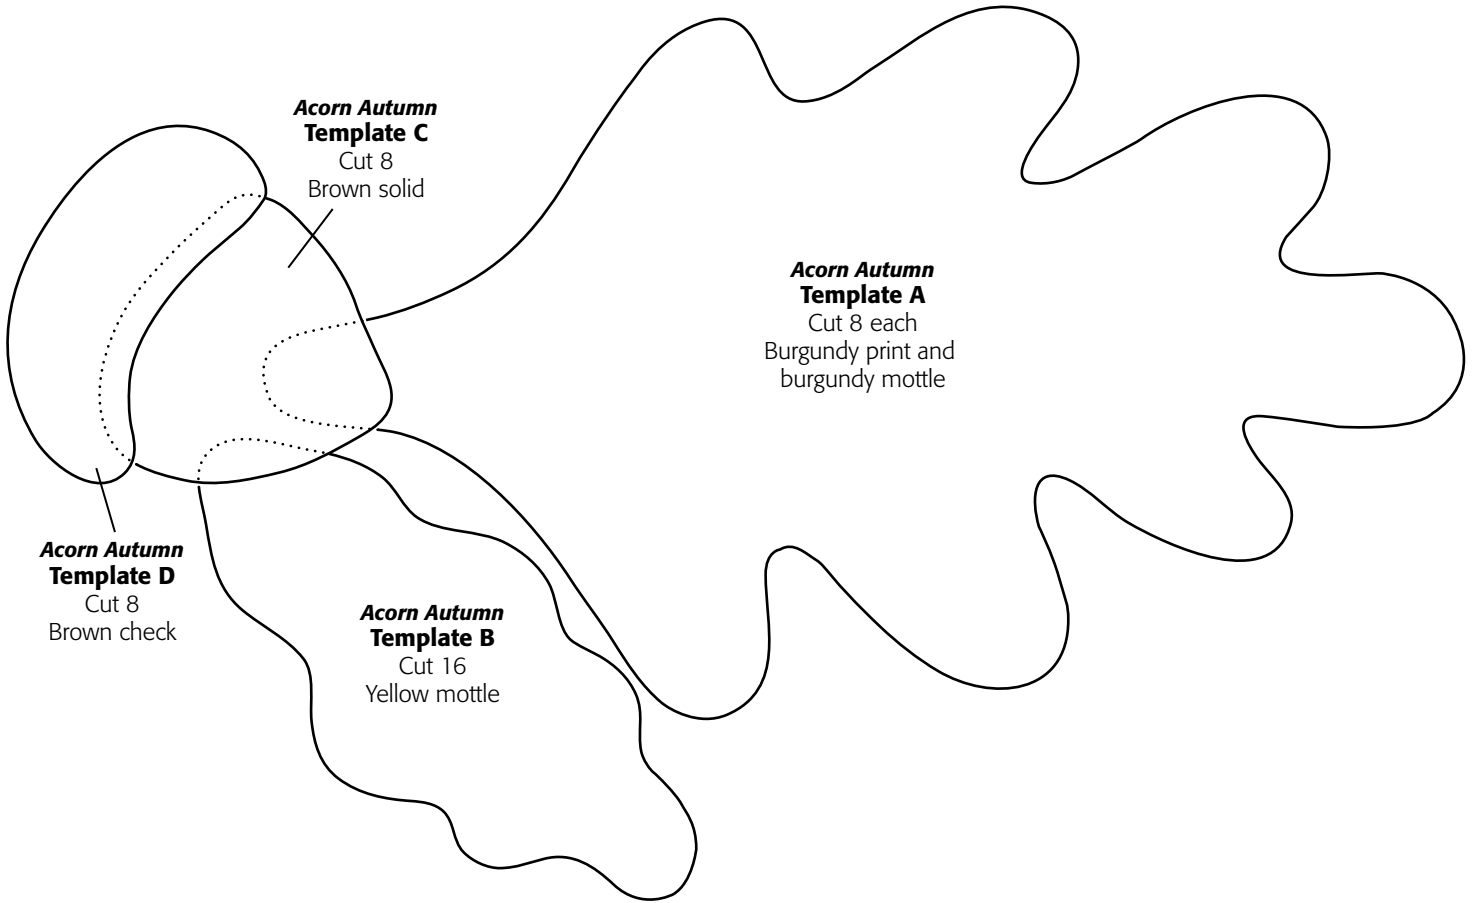 Acorn Autumn
Template C
Cut 8
Brown solid
Acorn Autumn
Template A
Cut 8 each
Burgundy print and
burgundy mottle
Acorn Autumn
Template D
Cut 8
Brown check
Acorn Autumn
Template B
Cut 16
Yellow mottle